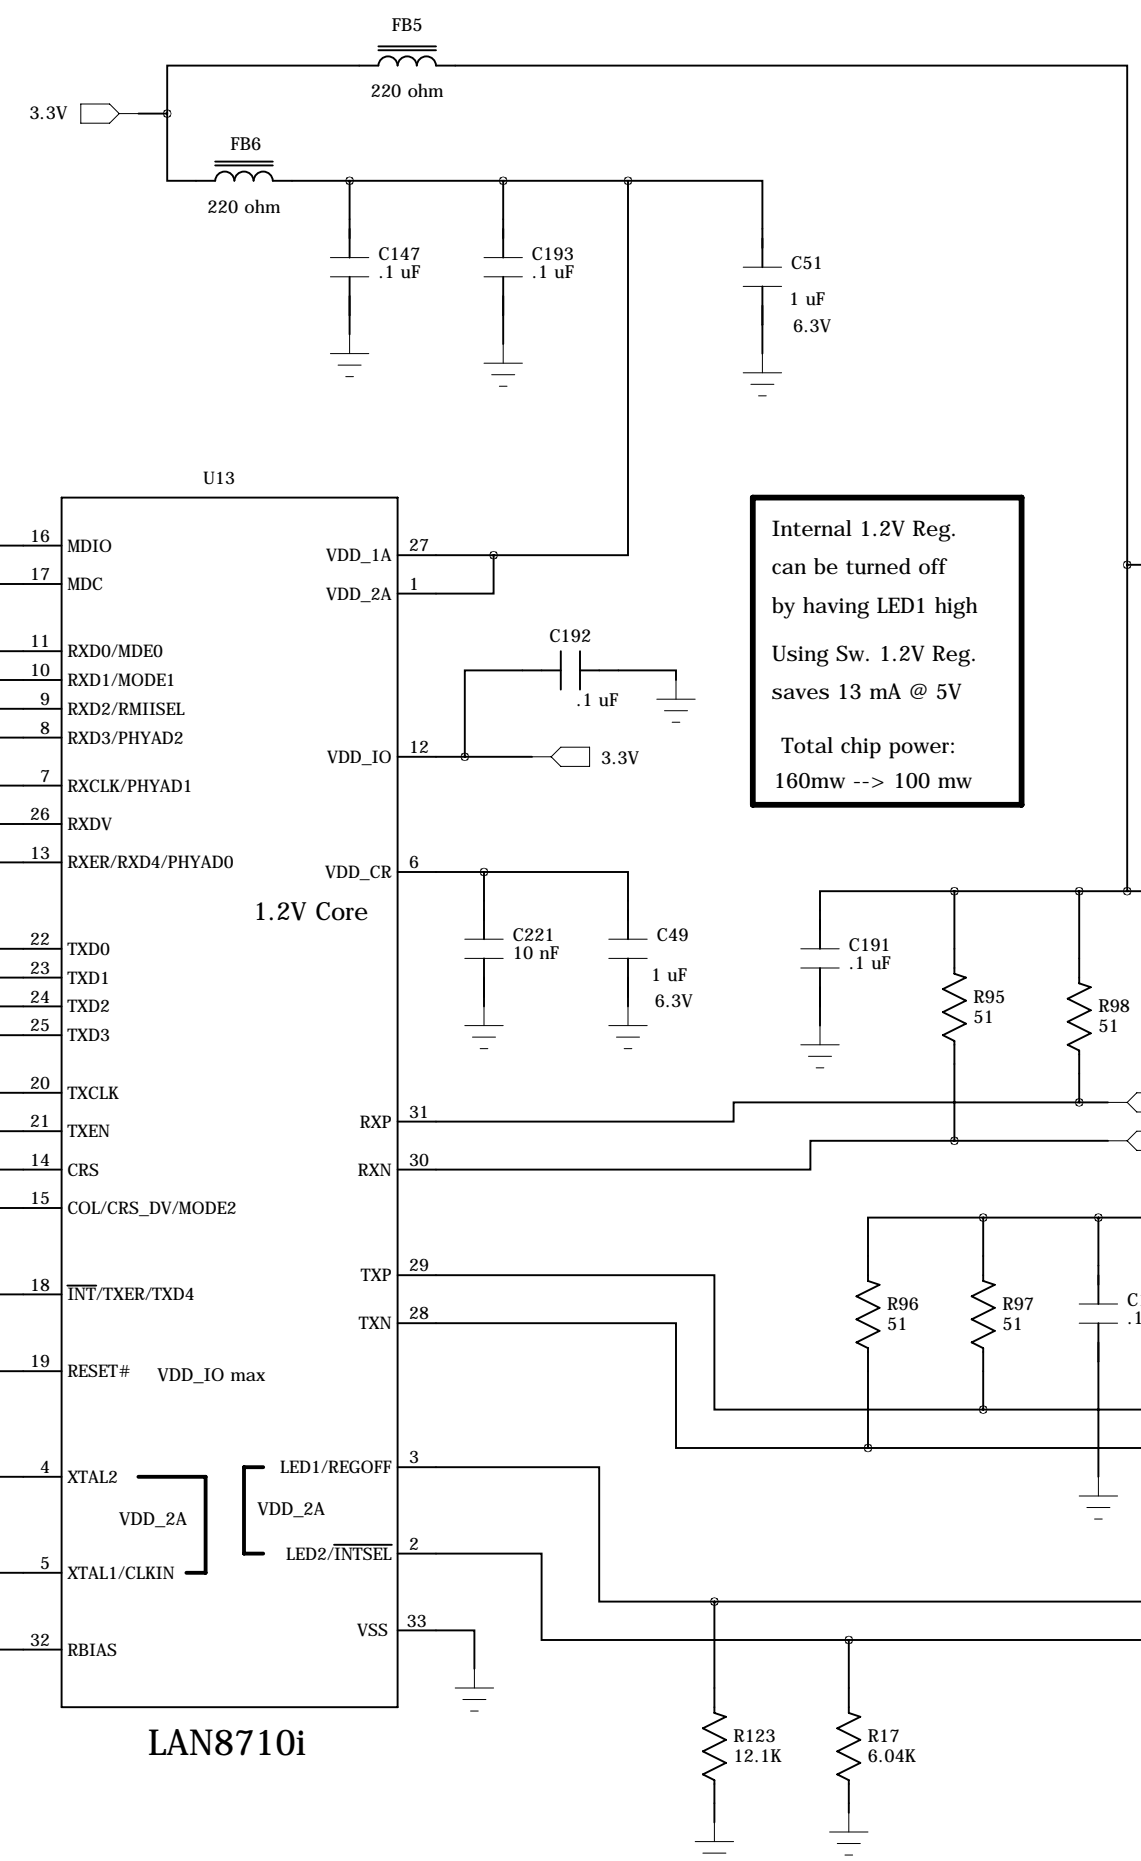 FB5
220 ohm
3.3V
FB6
220 ohm
C147
.1 uF
C193
.1 uF
C51
1 uF
6.3V
U13
16 MDIO
17 MDC
11 RXD0/MDE0
10 RXD1/MODE1
9 RXD2/RMIISEL
8 RXD3/PHYAD2
7 RXCLK/PHYAD1
26 RXDV
13 RXER/RXD4/PHYAD0
22 TXD0
23 TXD1
24 TXD2
25 TXD3
20 TXCLK
21 TXEN
14 CRS
15 COL/CRS_DV/MODE2
18 INT/TXER/TXD4
19 RESET# VDD_IO max
4 XTAL2
VDD_2A
5 XTAL1/CLKIN
32 RBIAS
VDD_1A 27
VDD_2A 1
VDD_IO 12
3.3V
C192
.1 uF
VDD_CR 6
1.2V Core
C221
10 nF
C49
1 uF
6.3V
RXP 31
RXN 30
TXP 29
TXN 28
LED1/REGOFF 3
VDD_2A
LED2/INTSEL 2
VSS 33
LAN8710i
Internal 1.2V Reg.
can be turned off
by having LED1 high
Using Sw. 1.2V Reg.
saves 13 mA @ 5V
Total chip power:
160mw --> 100 mw
C191
.1 uF
R95
51
R98
51
R96
51
R97
51
C
.1
R123
12.1K
R17
6.04K